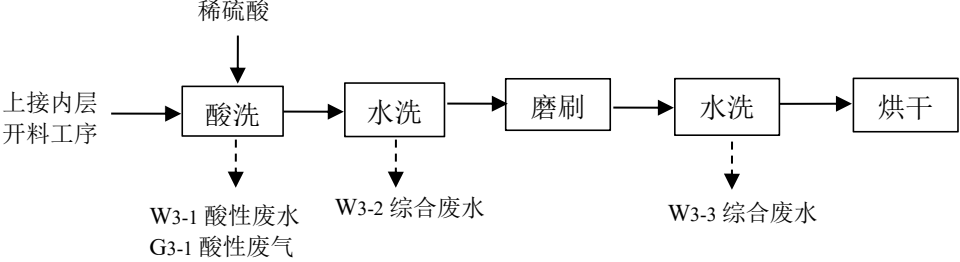 稀硫酸
上接内层
开料工序
酸洗
水洗
磨刷
水洗
烘干
W3-1 酸性废水
G3-1 酸性废气
W3-2 综合废水
W3-3 综合废水